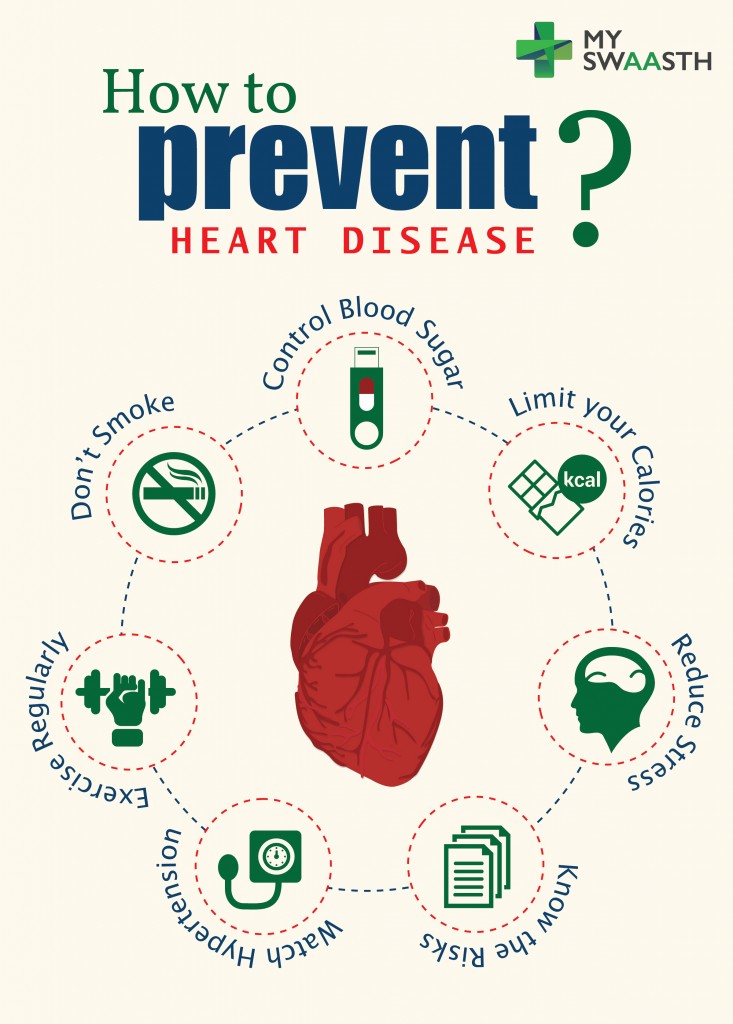 MY
SWAASTH
How to
prevent?
HEART DISEASE
Control Blood Sugar
Limit your Calories
kcal
Reduce Stress
Know the Risks
Watch Hypertension
Exercise Regularly
Don't Smoke